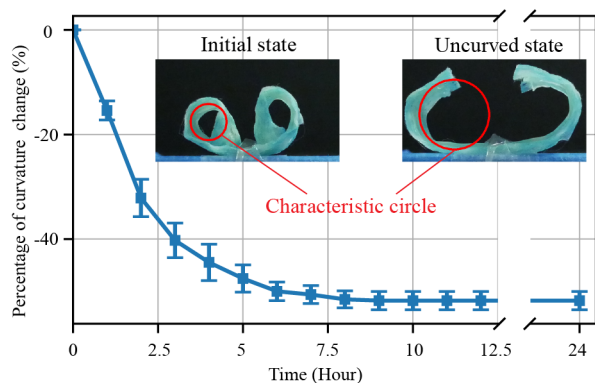 Percentage of curvature change (%)
0
-20
-40
Initial state
Uncurved state
Characteristic circle
0
2.5
5
7.5
10
12.5
24
Time (Hour)